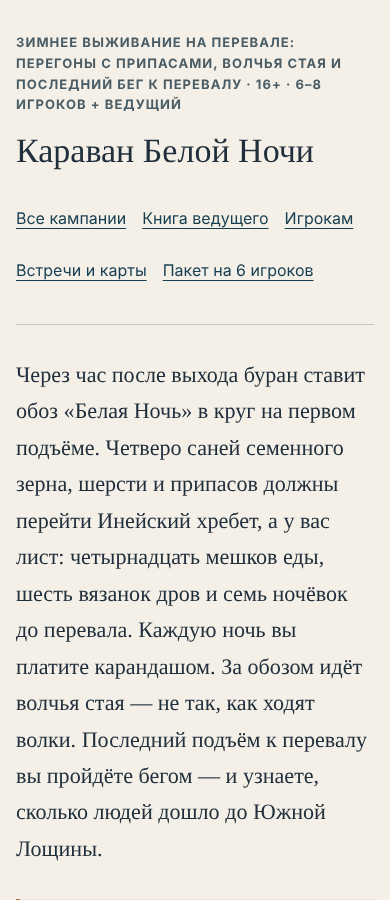 ЗИМНЕЕ ВЫЖИВАНИЕ НА ПЕРЕВАЛЕ:
ПЕРЕГОНЫ С ПРИПАСАМИ, ВОЛЧЬЯ СТАЯ И
ПОСЛЕДНИЙ БЕГ К ПЕРЕВАЛУ · 16+ · 6–8
ИГРОКОВ + ВЕДУЩИЙ
Караван Белой Ночи
Все кампании Книга ведущего Игрокам
Встречи и карты Пакет на 6 игроков
Через час после выхода буран ставит
обоз «Белая Ночь» в круг на первом
подъёме. Четверо саней семенного
зерна, шерсти и припасов должны
перейти Инейский хребет, а у вас
лист: четырнадцать мешков еды,
шесть вязанок дров и семь ночёвок
до перевала. Каждую ночь вы
платите карандашом. За обозом идёт
волчья стая — не так, как ходят
волки. Последний подъём к перевалу
вы пройдёте бегом — и узнаете,
сколько людей дошло до Южной
Лощины.